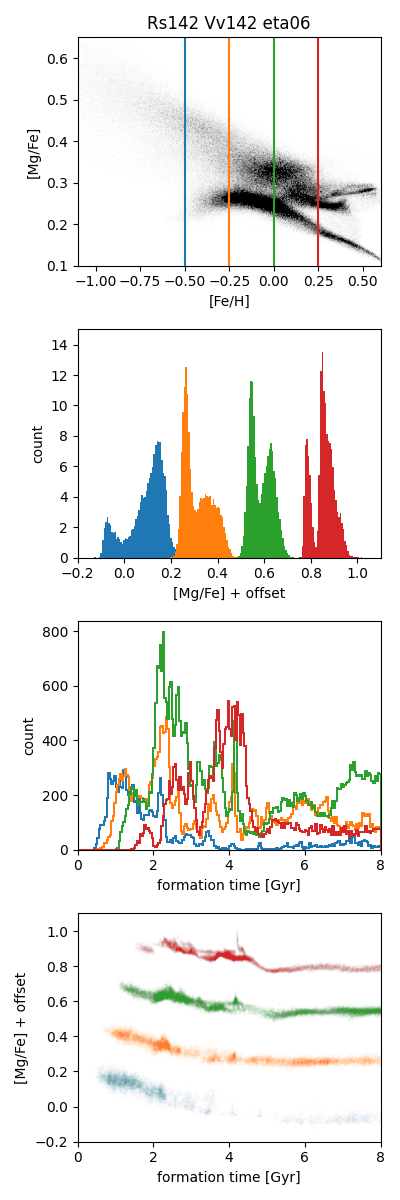 Rs142 Vv142 eta06
0.6
0.5
0.4
0.3
0.2
0.1
[Mg/Fe]
−1.00 −0.75 −0.50 −0.25 0.00 0.25 0.50
[Fe/H]
14
12
10
8
6
4
2
0
count
−0.2 0.0 0.2 0.4 0.6 0.8 1.0
[Mg/Fe] + offset
800
600
400
200
0
count
0 2 4 6 8
formation time [Gyr]
1.0
0.8
0.6
0.4
0.2
0.0
−0.2
[Mg/Fe] + offset
0 2 4 6 8
formation time [Gyr]